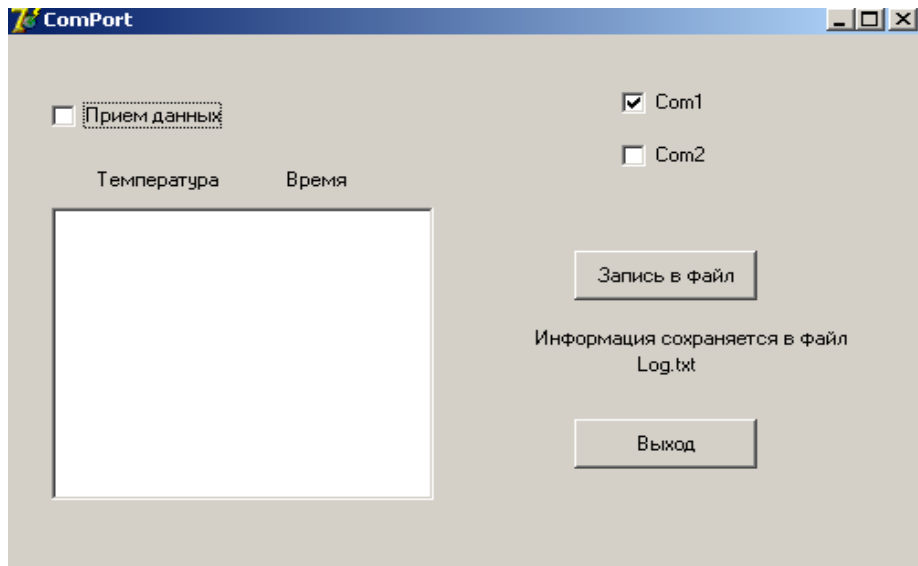 ComPort
Прием данных
Com1
Com2
Температура Время
Запись в файл
Информация сохраняется в файл
Log.txt
Выход